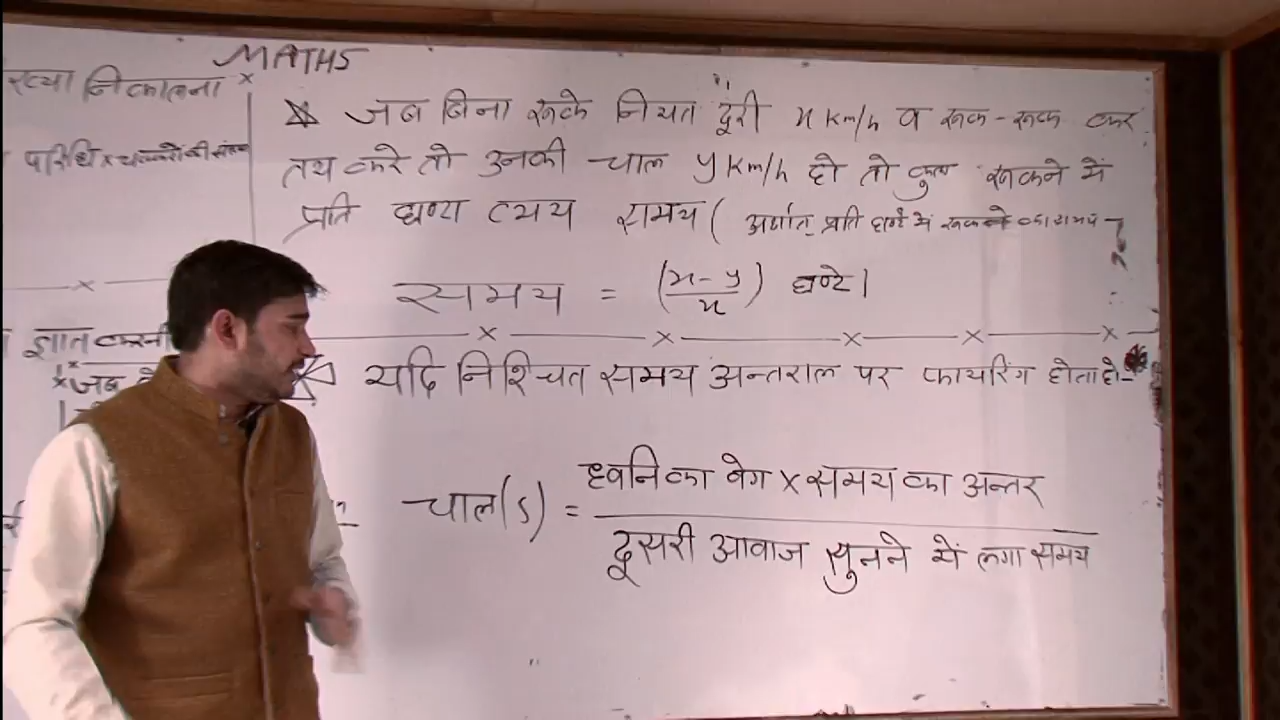 MATHS
निकालना ×
परिधि ×
जब बिना रूके नियत दूरी x km/h व रूक-रूक कर
तय करे तो उनकी चाल y km/h हो तो कुल रूकने में
प्रति घण्टा व्यय समय ( अर्थात् प्रति घण्टे में रूकने का समय -
समय = (x-y/x) घण्टे।
ज्ञात करनी
जब
यदि निश्चित समय अन्तराल पर फायरिंग होता हो-
चाल(S) = ध्वनि का वेग × समय का अन्तर
दूसरी आवाज सुनने में लगा समय